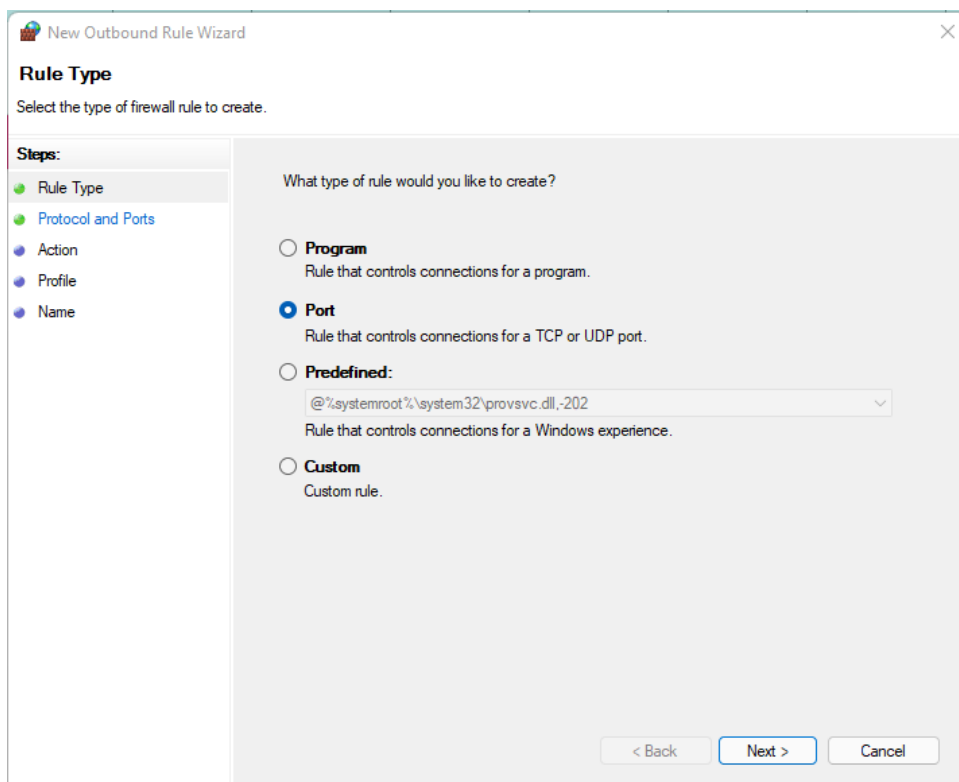 New Outbound Rule Wizard
Rule Type
Select the type of firewall rule to create.
Steps:
Rule Type
Protocol and Ports
Action
Profile
Name
What type of rule would you like to create?
Program
Rule that controls connections for a program.
Port
Rule that controls connections for a TCP or UDP port.
Predefined:
@%systemroot%\system32\provsvc.dll,-202
Rule that controls connections for a Windows experience.
Custom
Custom rule.
< Back Next > Cancel